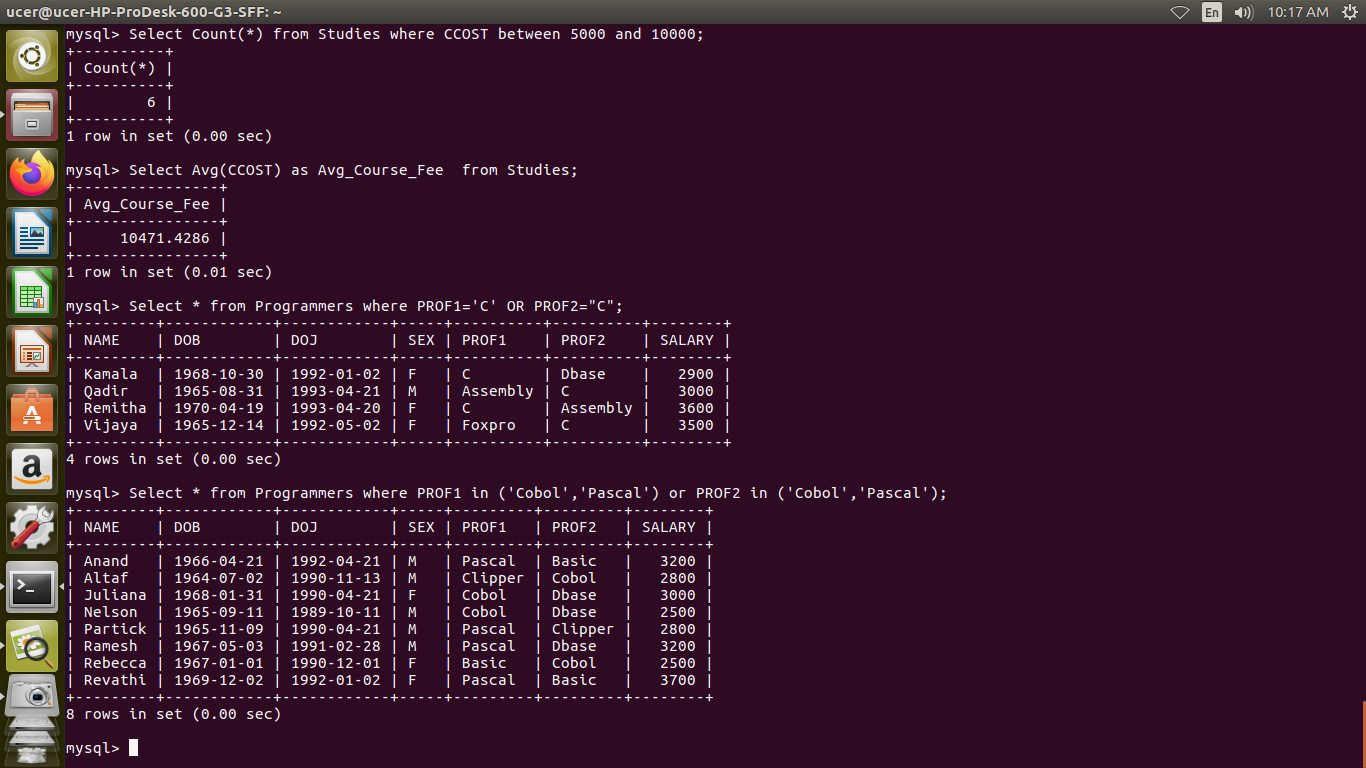 ucer@ucer-HP-ProDesk-600-G3-SFF: ~
En
10:17 AM
mysql> Select Count(*) from Studies where CCOST between 5000 and 10000;
+----------+
| Count(*) |
+----------+
|        6 |
+----------+
1 row in set (0.00 sec)
mysql> Select Avg(CCOST) as Avg_Course_Fee  from Studies;
+----------------+
| Avg_Course_Fee |
+----------------+
|     10471.4286 |
+----------------+
1 row in set (0.01 sec)
mysql> Select * from Programmers where PROF1='C' OR PROF2="C";
+---------+------------+------------+-----+----------+----------+--------+
| NAME    | DOB        | DOJ        | SEX | PROF1    | PROF2    | SALARY |
+---------+------------+------------+-----+----------+----------+--------+
| Kamala  | 1968-10-30 | 1992-01-02 | F   | C        | Dbase    |   2900 |
| Qadir   | 1965-08-31 | 1993-04-21 | M   | Assembly | C        |   3000 |
| Remitha | 1970-04-19 | 1993-04-20 | F   | C        | Assembly |   3600 |
| Vijaya  | 1965-12-14 | 1992-05-02 | F   | Foxpro   | C        |   3500 |
+---------+------------+------------+-----+----------+----------+--------+
4 rows in set (0.00 sec)
mysql> Select * from Programmers where PROF1 in ('Cobol','Pascal') or PROF2 in ('Cobol','Pascal');
+---------+------------+------------+-----+---------+---------+--------+
| NAME    | DOB        | DOJ        | SEX | PROF1   | PROF2   | SALARY |
+---------+------------+------------+-----+---------+---------+--------+
| Anand   | 1966-04-21 | 1992-04-21 | M   | Pascal  | Basic   |   3200 |
| Altaf   | 1964-07-02 | 1990-11-13 | M   | Clipper | Cobol   |   2800 |
| Juliana | 1968-01-31 | 1990-04-21 | F   | Cobol   | Dbase   |   3000 |
| Nelson  | 1965-09-11 | 1989-10-11 | M   | Cobol   | Dbase   |   2500 |
| Partick | 1965-11-09 | 1990-04-21 | M   | Pascal  | Clipper |   2800 |
| Ramesh  | 1967-05-03 | 1991-02-28 | M   | Pascal  | Dbase   |   3200 |
| Rebecca | 1967-01-01 | 1990-12-01 | F   | Basic   | Cobol   |   2500 |
| Revathi | 1969-12-02 | 1992-01-02 | F   | Pascal  | Basic   |   3700 |
+---------+------------+------------+-----+---------+---------+--------+
8 rows in set (0.00 sec)
mysql>